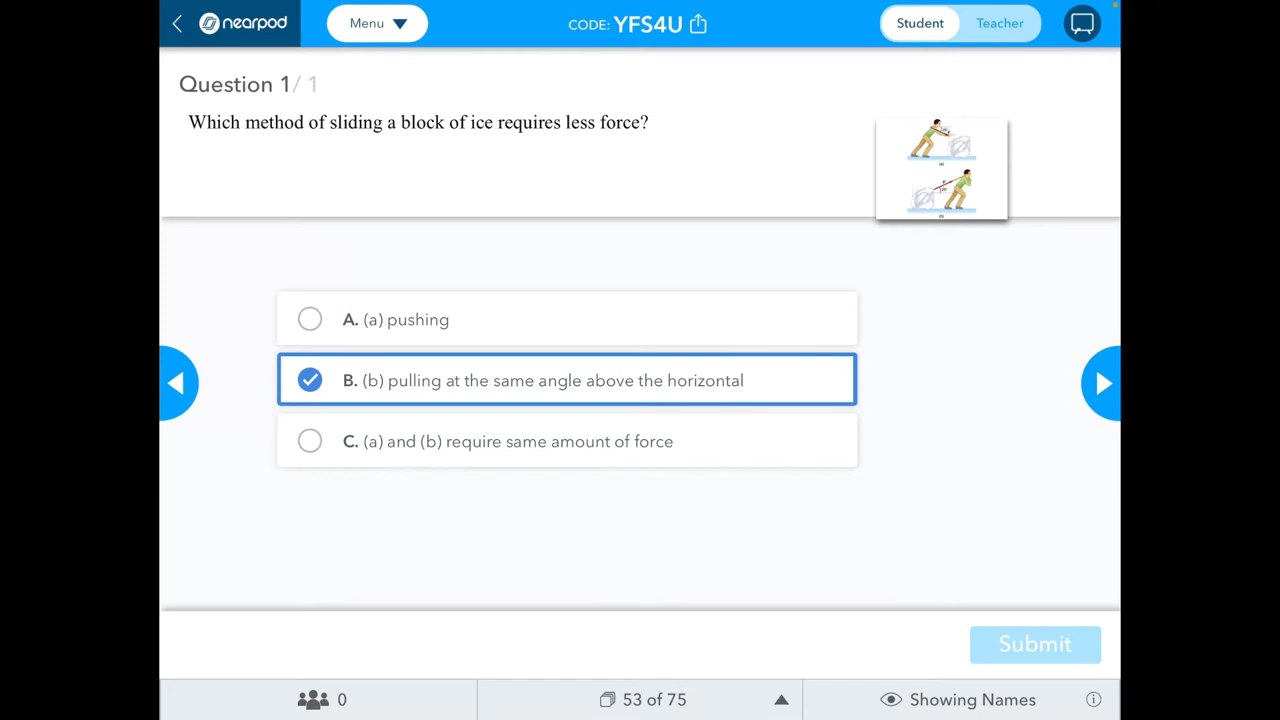 nearpod
Menu
CODE: YFS4U
Student
Teacher
Question 1/ 1
Which method of sliding a block of ice requires less force?
A. (a) pushing
B. (b) pulling at the same angle above the horizontal
C. (a) and (b) require same amount of force
Submit
0
53 of 75
Showing Names